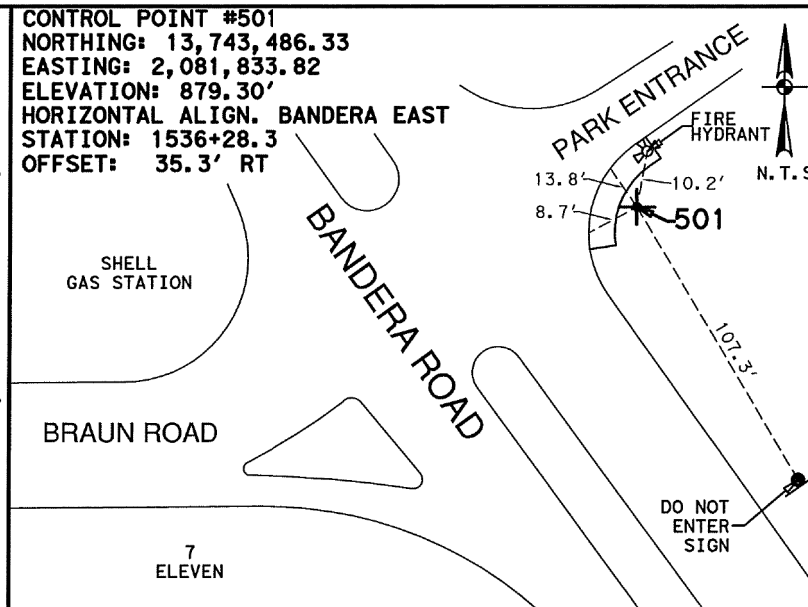 CONTROL POINT #501
NORTHING: 13,743,486.33
EASTING: 2,081,833.82
ELEVATION: 879.30'
HORIZONTAL ALIGN. BANDERA EAST
STATION: 1536+28.3
OFFSET: 35.3' RT
PARK ENTRANCE
FIRE
HYDRANT
N.T.S
13.8'
10.2'
8.7'
501
SHELL
GAS STATION
BANDERA ROAD
107.3'
BRAUN ROAD
DO NOT
ENTER
SIGN
7
ELEVEN